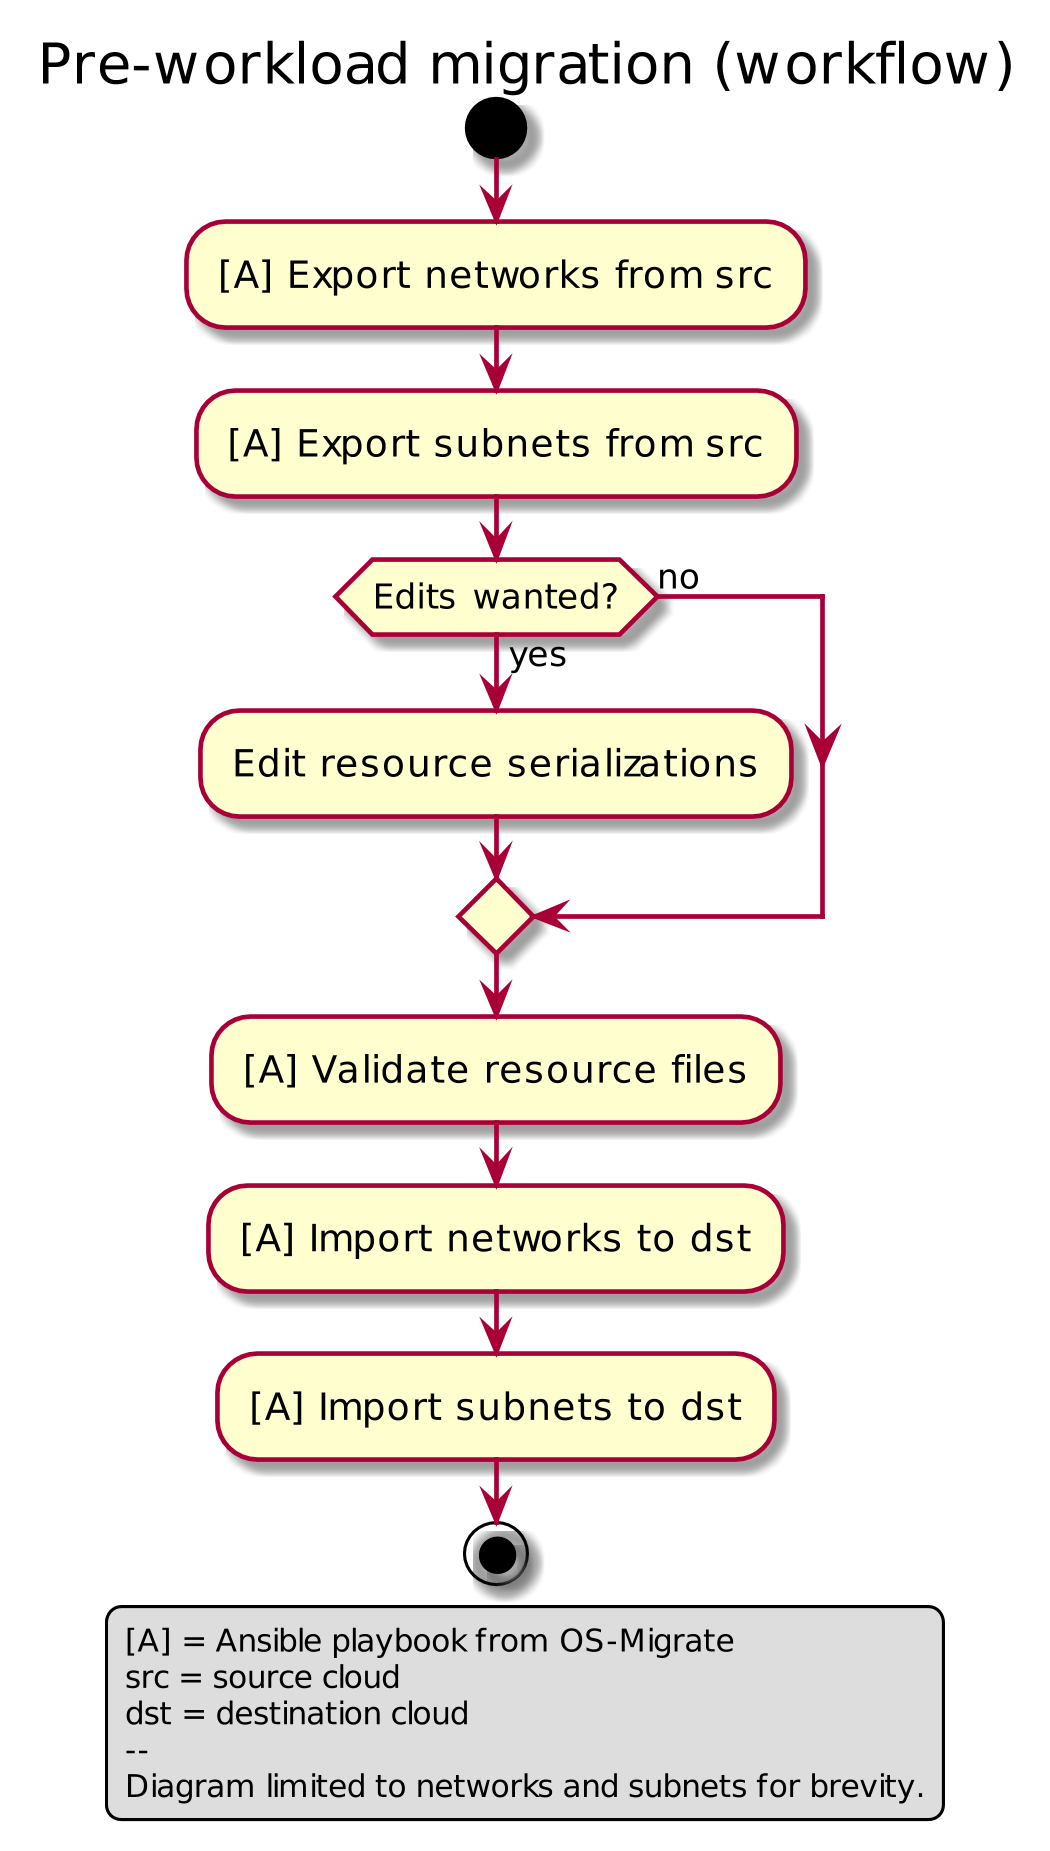 Pre-workload migration (workflow)
[A] Export networks from src
[A] Export subnets from src
Edits wanted?
no
yes
Edit resource serializations
[A] Validate resource files
[A] Import networks to dst
[A] Import subnets to dst
[A] = Ansible playbook from OS-Migrate
src = source cloud
dst = destination cloud
--
Diagram limited to networks and subnets for brevity.